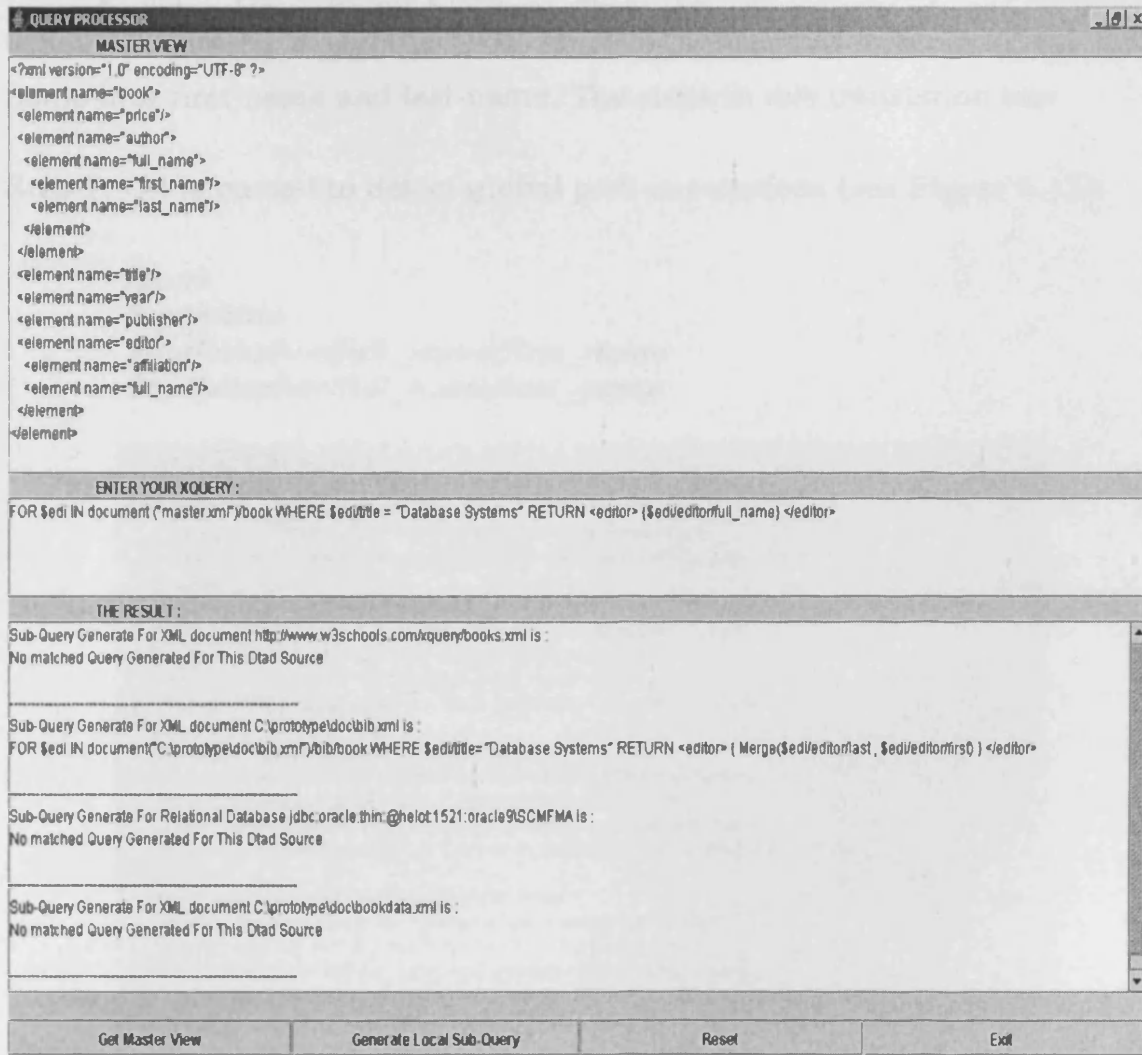 QUERY PROCESSOR
MASTER VIEW
<?xml version="1.0" encoding="UTF-8" ?>
<element name="book">
<element name="price"/>
<element name="author">
<element name="full_name">
<element name="first_name"/>
<element name="last_name"/>
</element>
</element>
<element name="title"/>
<element name="year"/>
<element name="publisher"/>
<element name="editor">
<element name="affiliation"/>
<element name="full_name"/>
</element>
</element>
ENTER YOUR XQUERY :
FOR $edi IN document ("master.xml")/book WHERE $edi/title = "Database Systems" RETURN <editor> {$edi/editor/full_name} </editor>
THE RESULT :
Sub-Query Generate For XML document http://www.w3schools.com/xquery/books.xml is :
No matched Query Generated For This Dtad Source
Sub-Query Generate For XML document C:\prototype\doc\bib.xml is :
FOR $edi IN document("C:\prototype\doc\bib.xml")/bib/book WHERE $edi/title= "Database Systems" RETURN <editor> { Merge($edi/editor/last , $edi/editor/first) } </editor>
Sub-Query Generate For Relational Database jdbc:oracle:thin:@helot:1521:oracle9\SCMFMA is :
No matched Query Generated For This Dtad Source
Sub-Query Generate For XML document C:\prototype\doc\bookdata.xml is :
No matched Query Generated For This Dtad Source
Get Master View
Generate Local Sub-Query
Reset
Exit